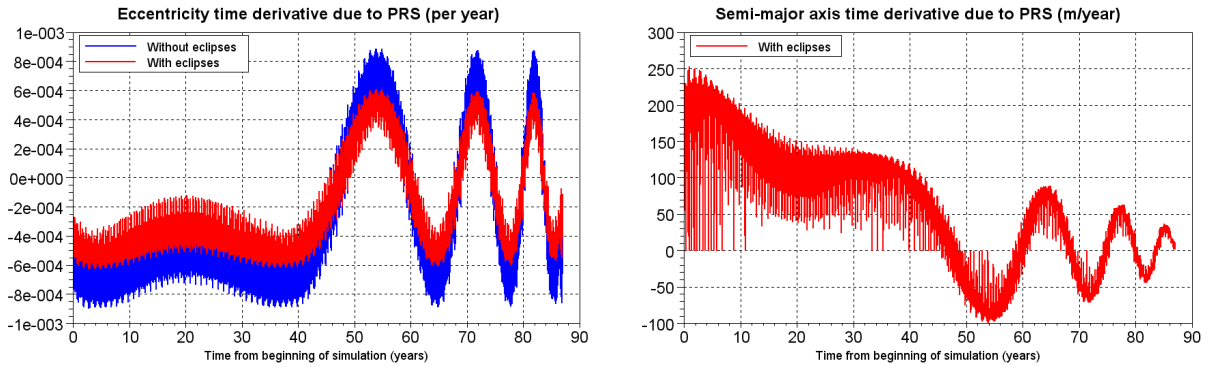 Eccentricity time derivative due to PRS (per year)
1e-003
8e-004
6e-004
4e-004
2e-004
0e+000
-2e-004
-4e-004
-6e-004
-8e-004
-1e-003
Without eclipses
With eclipses
0 10 20 30 40 50 60 70 80 90
Time from beginning of simulation (years)
Semi-major axis time derivative due to PRS (m/year)
300
250
200
150
100
50
0
-50
-100
With eclipses
0 10 20 30 40 50 60 70 80 90
Time from beginning of simulation (years)